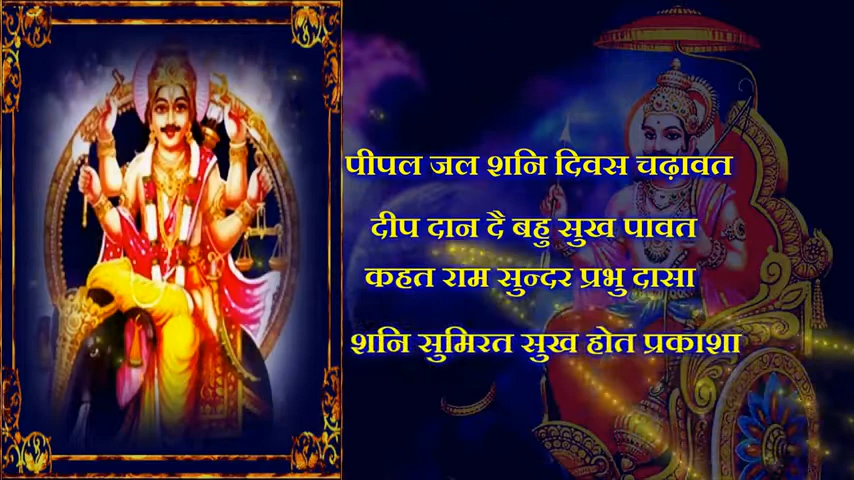 पीपल जल शनि दिवस चढ़ावत
दीप दान दै बहु सुख पावत
कहत राम सुन्दर प्रभु दासा
शनि सुमिरत सुख होत प्रकाशा